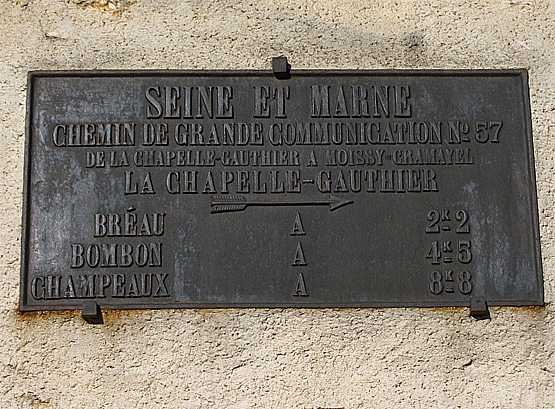 SEINE ET MARNE
CHEMIN DE GRANDE COMMUNICATION No 57
DE LA CHAPELLE-GAUTHIER A MOISSY-CRAMAYEL
LA CHAPELLE-GAUTHIER
BRÉAU A 2K2
BOMBON A 4K5
CHAMPEAUX A 8K8